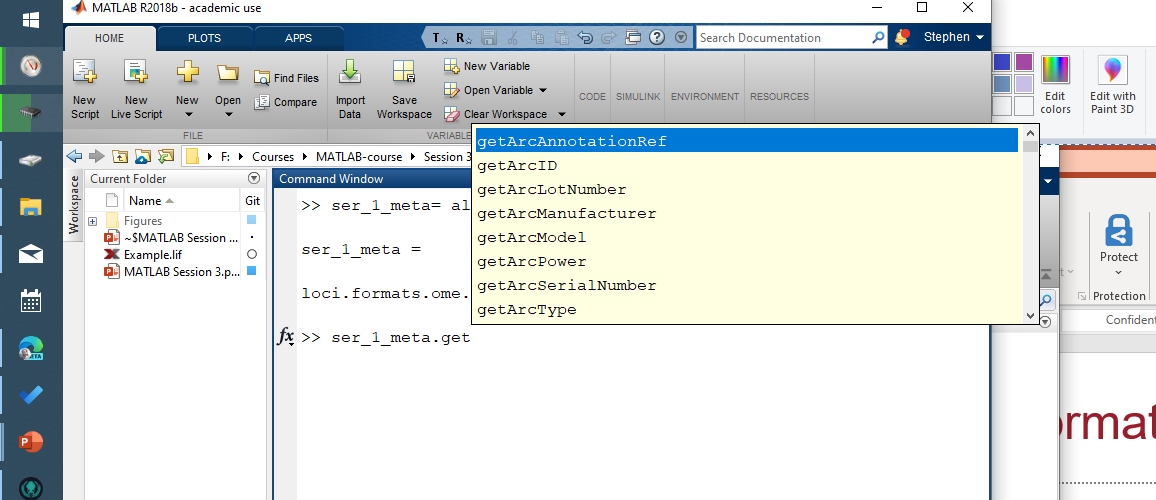 MATLAB R2018b - academic use
HOME
PLOTS
APPS
Search Documentation
Stephen
New Script
New Live Script
New
Open
Find Files
Compare
Import Data
Save Workspace
New Variable
Open Variable
Clear Workspace
CODE
SIMULINK
ENVIRONMENT
RESOURCES
FILE
VARIABLE
Edit colors
Edit with Paint 3D
F:
Courses
MATLAB-course
Session 3
Workspace
Current Folder
Name
Git
Figures
~$MATLAB Session ...
Example.lif
MATLAB Session 3.p...
Command Window
>> ser_1_meta= al
ser_1_meta =
loci.formats.ome.
fx >> ser_1_meta.get
getArcAnnotationRef
getArcID
getArcLotNumber
getArcManufacturer
getArcModel
getArcPower
getArcSerialNumber
getArcType
Protect
Protection
Confident
ormat